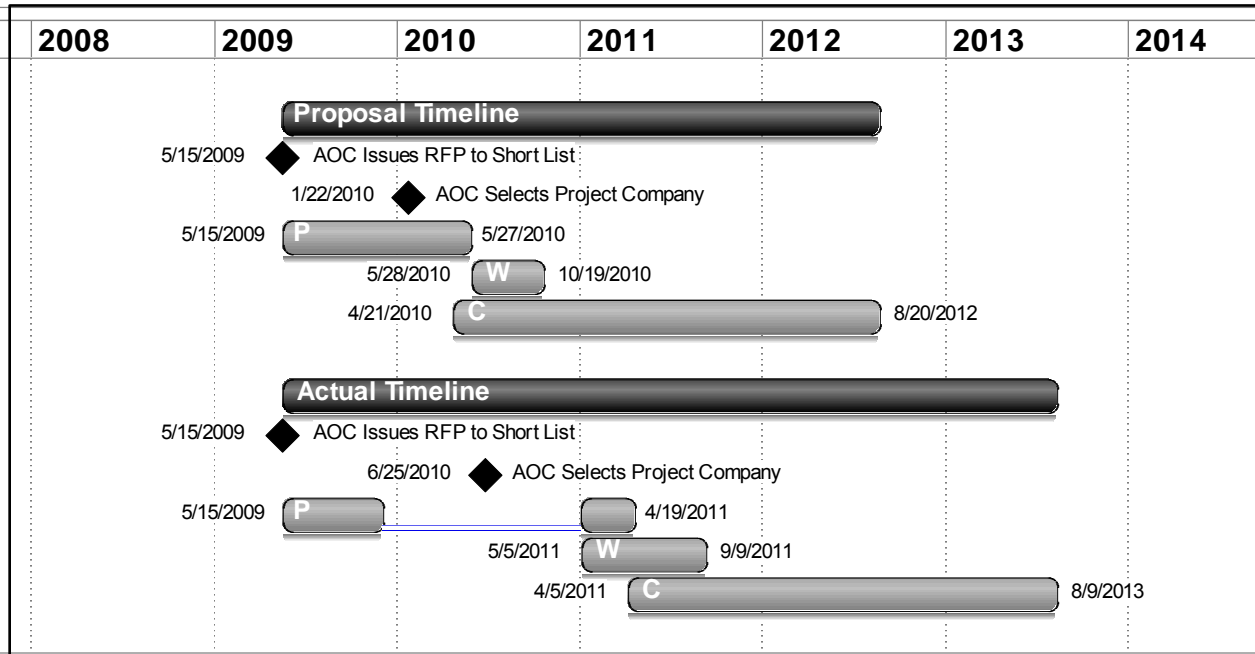 2008 2009 2010 2011 2012 2013 2014
Proposal Timeline
5/15/2009 AOC Issues RFP to Short List
1/22/2010 AOC Selects Project Company
5/15/2009 P 5/27/2010
5/28/2010 W 10/19/2010
4/21/2010 C 8/20/2012
Actual Timeline
5/15/2009 AOC Issues RFP to Short List
6/25/2010 AOC Selects Project Company
5/15/2009 P 4/19/2011
5/5/2011 W 9/9/2011
4/5/2011 C 8/9/2013